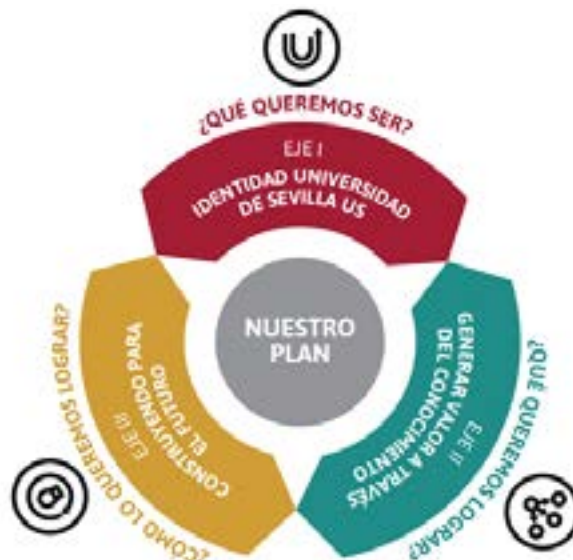 ¿QUÉ QUEREMOS SER?
EJE I
IDENTIDAD UNIVERSIDAD
DE SEVILLA US
NUESTRO
PLAN
¿QUÉ QUEREMOS LOGRAR?
EJE II
GENERAR VALOR A TRAVÉS
DEL CONOCIMIENTO
¿COMO LO QUEREMOS LOGRAR?
EJE III
CONSTRUYENDO PARA
EL FUTURO